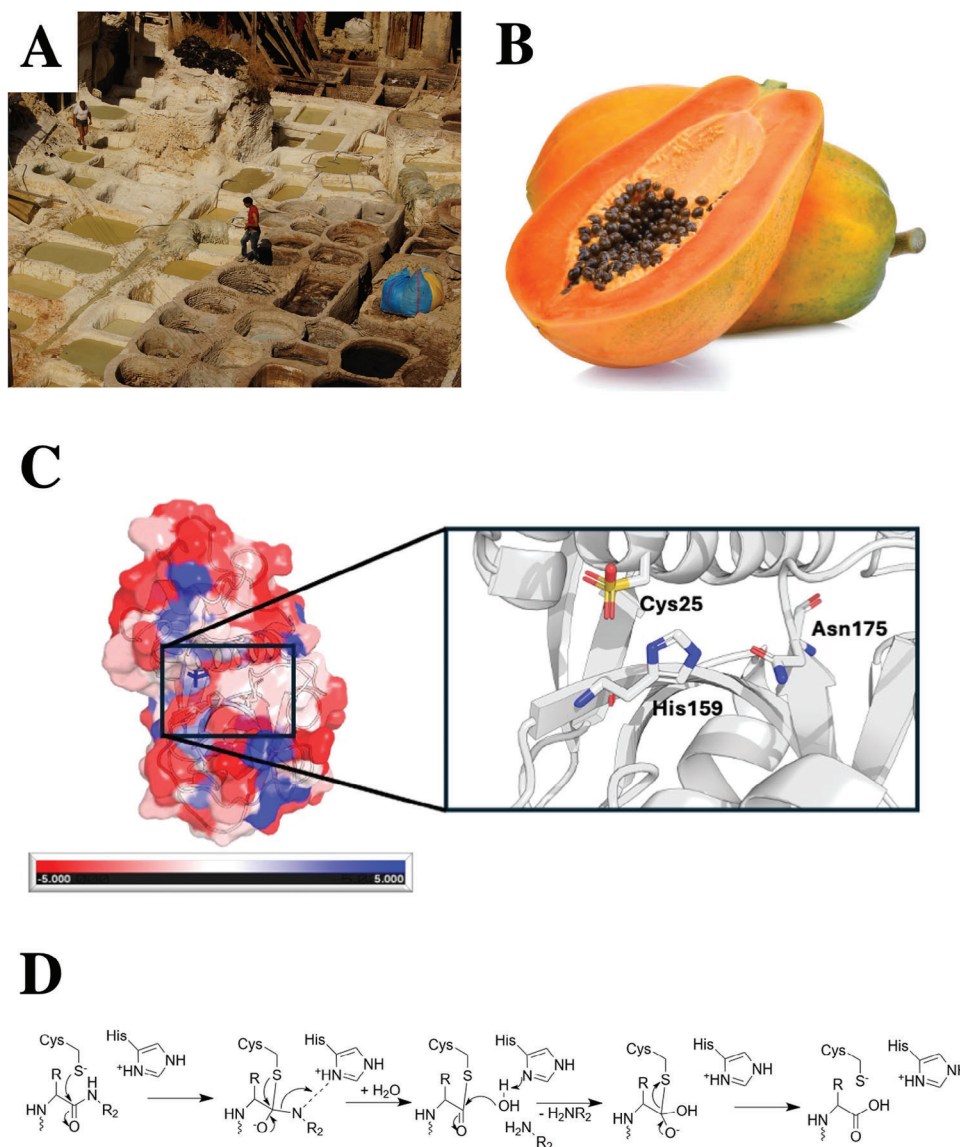 A
B
C
Cys25
Asn175
His159
-5.000
5.000
D
Cys
S-
His
+HN
NH
R
H
N
R2
O
HN
Cys
S
His
+HN
NH
R
N
R2
-O
HN
+ H2O
Cys
S
His
N
NH
R
H
OH
O
HN
- H2NR2
H2N
R2
Cys
S
His
+HN
NH
R
OH
O-
HN
Cys
S-
His
+HN
NH
R
OH
O
HN